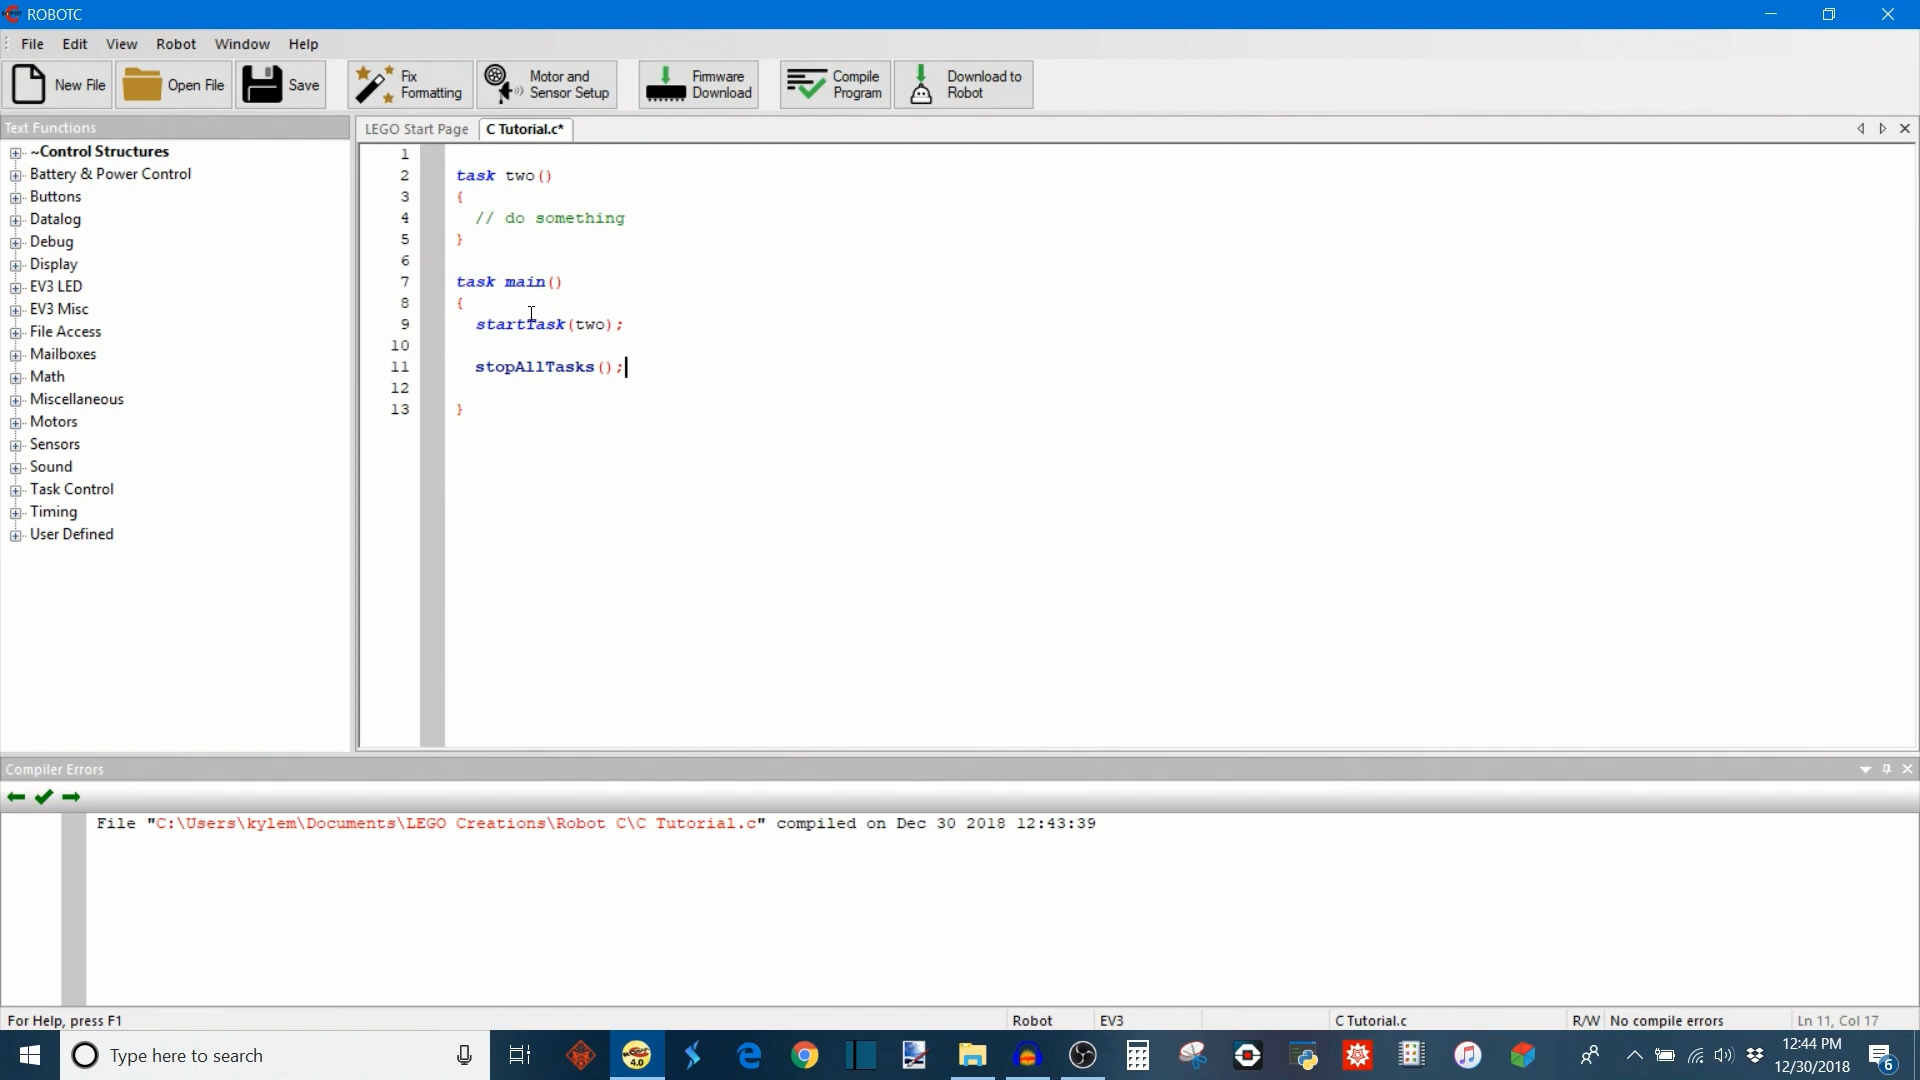 ROBOTC
File Edit View Robot Window Help
New File Open File Save Fix Formatting Motor and Sensor Setup Firmware Download Compile Program Download to Robot
Text Functions
~Control Structures
Battery & Power Control
Buttons
Datalog
Debug
Display
EV3 LED
EV3 Misc
File Access
Mailboxes
Math
Miscellaneous
Motors
Sensors
Sound
Task Control
Timing
User Defined
LEGO Start Page C Tutorial.c*
1
2 task two()
3 {
4 // do something
5 }
6
7 task main()
8 {
9 startTask(two);
10
11 stopAllTasks();
12
13 }
Compiler Errors
File "C:\Users\kylem\Documents\LEGO Creations\Robot C\C Tutorial.c" compiled on Dec 30 2018 12:43:39
For Help, press F1 Robot EV3 C Tutorial.c R/W No compile errors Ln 11, Col 17
Type here to search 4.0 12:44 PM
12/30/2018 6